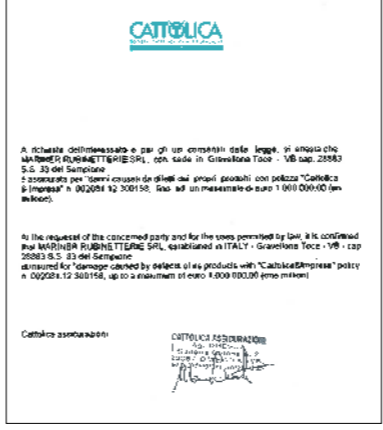 CATTOLICA
A richiesta dell'interessato e per gli usi consentiti dalla legge, si attesta che
MARINER RUBINETTERIE SRL, con sede in Gravellona Toce - VB cap. 28883
S.S. 33 del Sempione
è assicurata per "danni causati da difetti dei propri prodotti con polizza "Cattolica
& Impresa" n. 002081.12.300158, fino ad un massimale di euro 1.000.000,00 (un
milione).
At the request of the concerned party and for the uses permitted by law, it is confirmed
that MARINER RUBINETTERIE SRL, established in ITALY - Gravellona Toce - VB - cap
28883 S.S. 33 del Sempione
is insured for "damage caused by defects of its products with "Cattolica&Impresa" policy
n. 002081.12.300158, up to a maximum of euro 1.000.000,00 (one million)
Cattolica assicurazioni
CATTOLICA ASSICURAZIONI